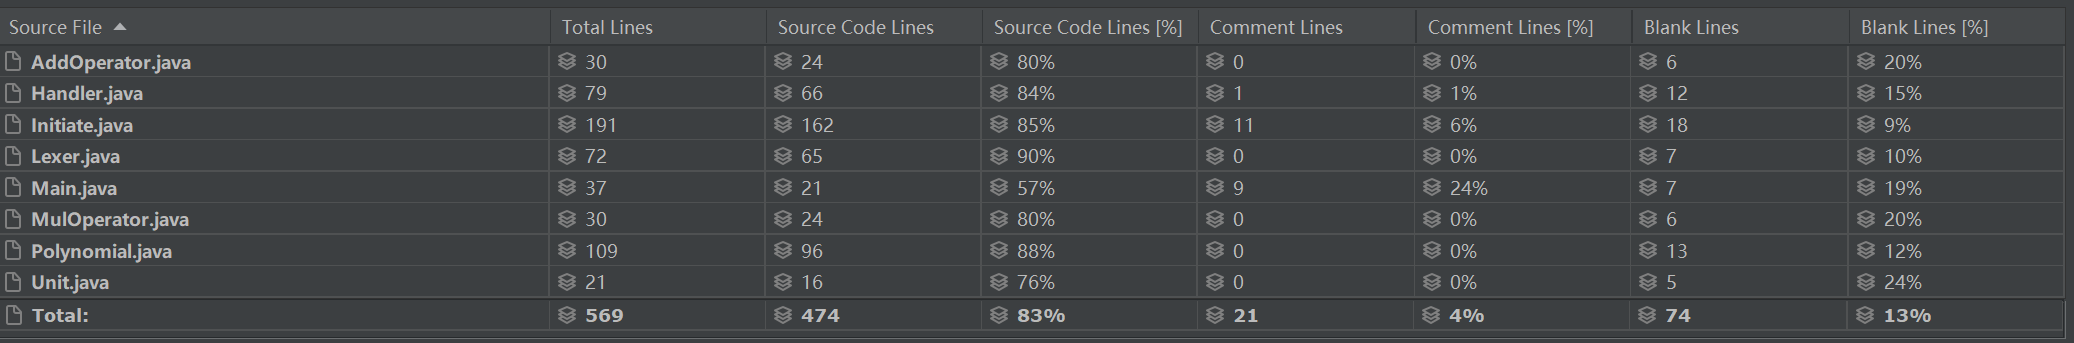 Source File Total Lines Source Code Lines Source Code Lines [%] Comment Lines Comment Lines [%] Blank Lines Blank Lines [%]
AddOperator.java 30 24 80% 0 0% 6 20%
Handler.java 79 66 84% 1 1% 12 15%
Initiate.java 191 162 85% 11 6% 18 9%
Lexer.java 72 65 90% 0 0% 7 10%
Main.java 37 21 57% 9 24% 7 19%
MulOperator.java 30 24 80% 0 0% 6 20%
Polynomial.java 109 96 88% 0 0% 13 12%
Unit.java 21 16 76% 0 0% 5 24%
Total: 569 474 83% 21 4% 74 13%